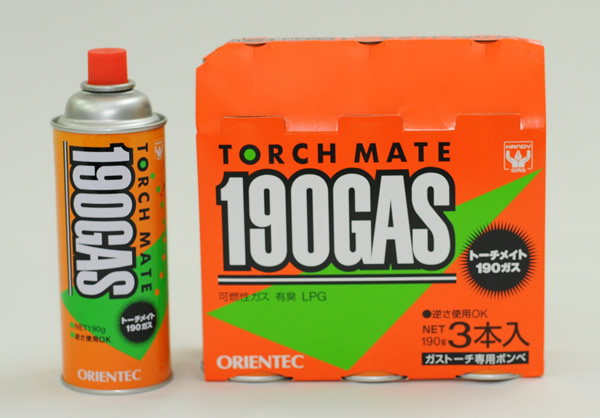 TORCH MATE
190GAS
トーチメイト
190ガス
●NET190g
●逆さ使用OK
ORIENTEC
HANDY
GAS
TORCH MATE
190GAS
トーチメイト
190ガス
可燃性ガス 有臭 LPG
●逆さ使用OK
NET
190g 3本入
ガストーチ専用ボンベ
ORIENTEC